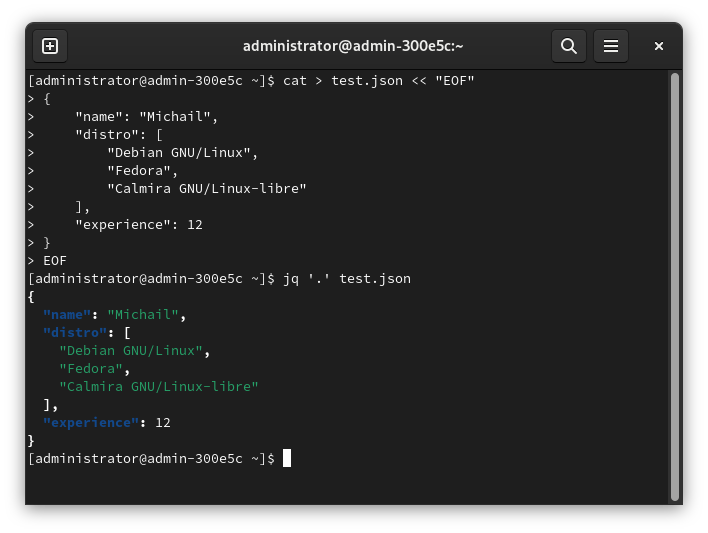 administrator@admin-300e5c:~
[administrator@admin-300e5c ~]$ cat > test.json << "EOF"
> {
>     "name": "Michail",
>     "distro": [
>         "Debian GNU/Linux",
>         "Fedora",
>         "Calmira GNU/Linux-libre"
>     ],
>     "experience": 12
> }
> EOF
[administrator@admin-300e5c ~]$ jq '.' test.json
{
  "name": "Michail",
  "distro": [
    "Debian GNU/Linux",
    "Fedora",
    "Calmira GNU/Linux-libre"
  ],
  "experience": 12
}
[administrator@admin-300e5c ~]$